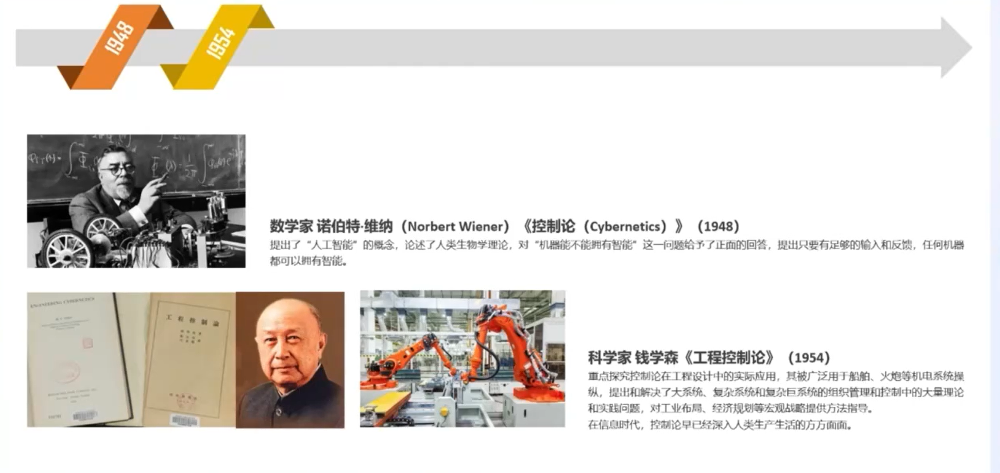 1948
1954
数学家 诺伯特·维纳（Norbert Wiener）《控制论（Cybernetics）》（1948）
提出了“人工智能”的概念，论述了人类生物学理论，对“机器能不能拥有智能”这一问题给予了正面的回答，提出只要有足够的输入和反馈，任何机器
都可以拥有智能。
ENGINEERING CYBERNETICS
工程控制論
科学家 钱学森《工程控制论》（1954）
重点探究控制论在工程设计中的实际应用，其被广泛用于船舶、火炮等机电系统操
纵，提出和解决了大系统、复杂系统和复杂巨系统的组织管理和控制中的大量理论
和实践问题，对工业布局、经济规划等宏观战略提供方法指导。
在信息时代，控制论早已经深入人类生产生活的方方面面。